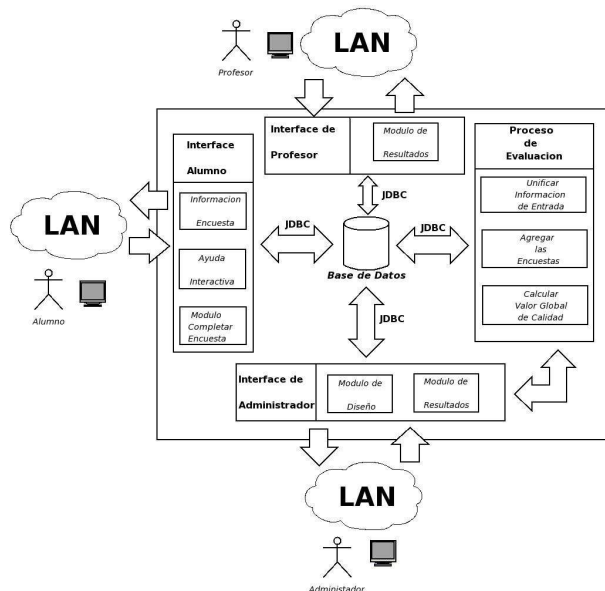 LAN
Profesor
Interface de
Profesor
Modulo de
Resultados
Proceso
de
Evaluacion
Interface
Alumno
Unificar
Informacion
de Entrada
JDBC
Informacion
Encuesta
LAN
JDBC
JDBC
Agregar
las
Encuestas
Ayuda
Interactiva
Base de Datos
Calcular
Valor Global
de Calidad
Alumno
Modulo
Completar
Encuesta
JDBC
Interface de
Administrador
Modulo de
Diseño
Modulo de
Resultados
LAN
Administador